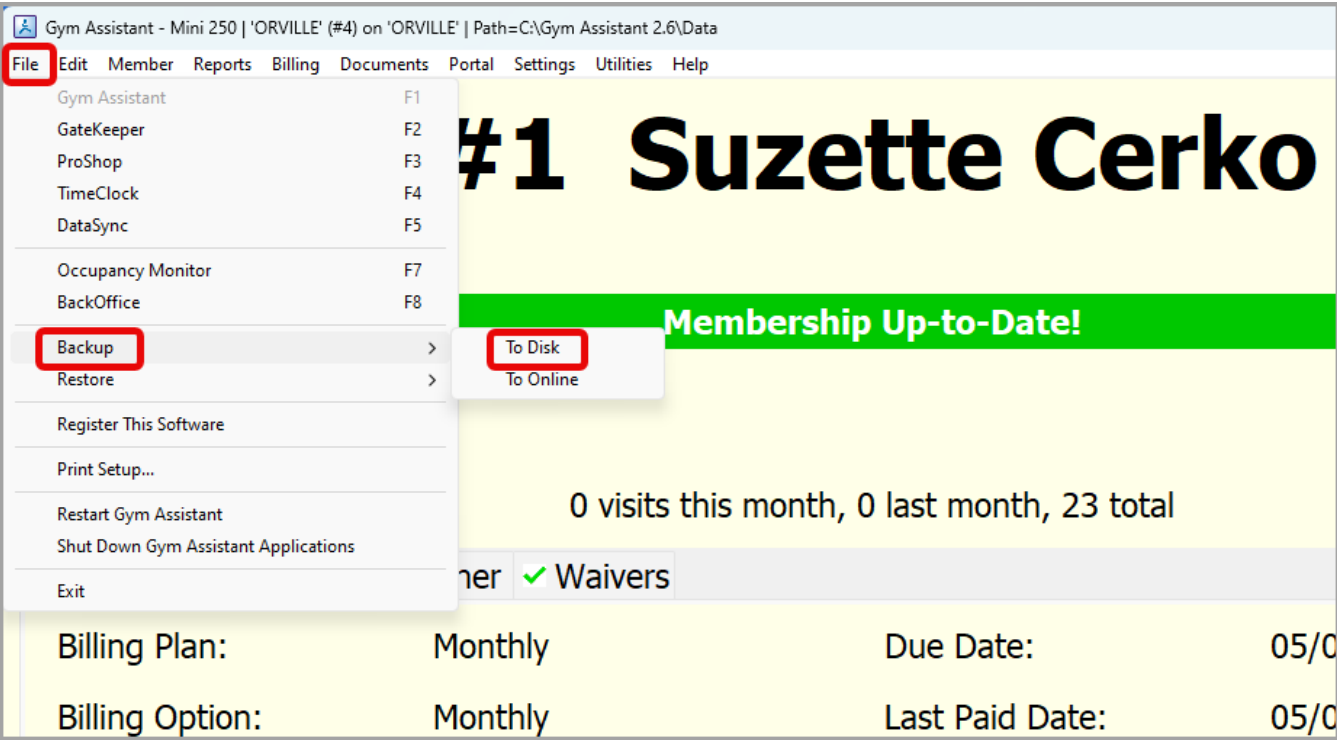 Gym Assistant - Mini 250 | 'ORVILLE' (#4) on 'ORVILLE' | Path=C:\Gym Assistant 2.6\Data
File Edit Member Reports Billing Documents Portal Settings Utilities Help
Gym Assistant F1
GateKeeper F2
ProShop F3
TimeClock F4
DataSync F5
Occupancy Monitor F7
BackOffice F8
Backup
Restore
Register This Software
Print Setup...
Restart Gym Assistant
Shut Down Gym Assistant Applications
Exit
To Disk
To Online
#1 Suzette Cerko
Membership Up-to-Date!
0 visits this month, 0 last month, 23 total
Waivers
Billing Plan: Monthly Due Date: 05/0
Billing Option: Monthly Last Paid Date: 05/0